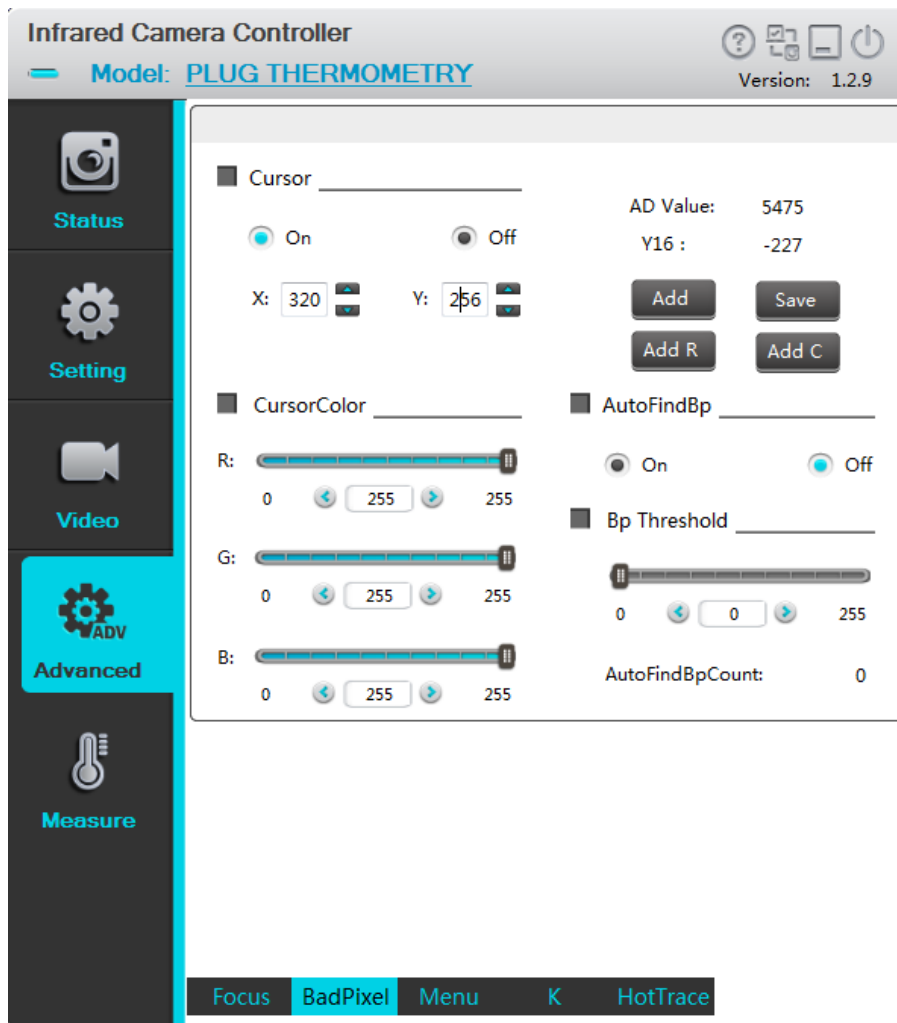 Infrared Camera Controller
Model: PLUG THERMOMETRY
Version: 1.2.9
Status
Setting
Video
ADV
Advanced
Measure
Cursor
On Off
X: 320 Y: 256
AD Value: 5475
Y16 : -227
Add Save
Add R Add C
CursorColor
R:
0 255 255
G:
0 255 255
B:
0 255 255
AutoFindBp
On Off
Bp Threshold
0 0 255
AutoFindBpCount: 0
Focus BadPixel Menu K HotTrace